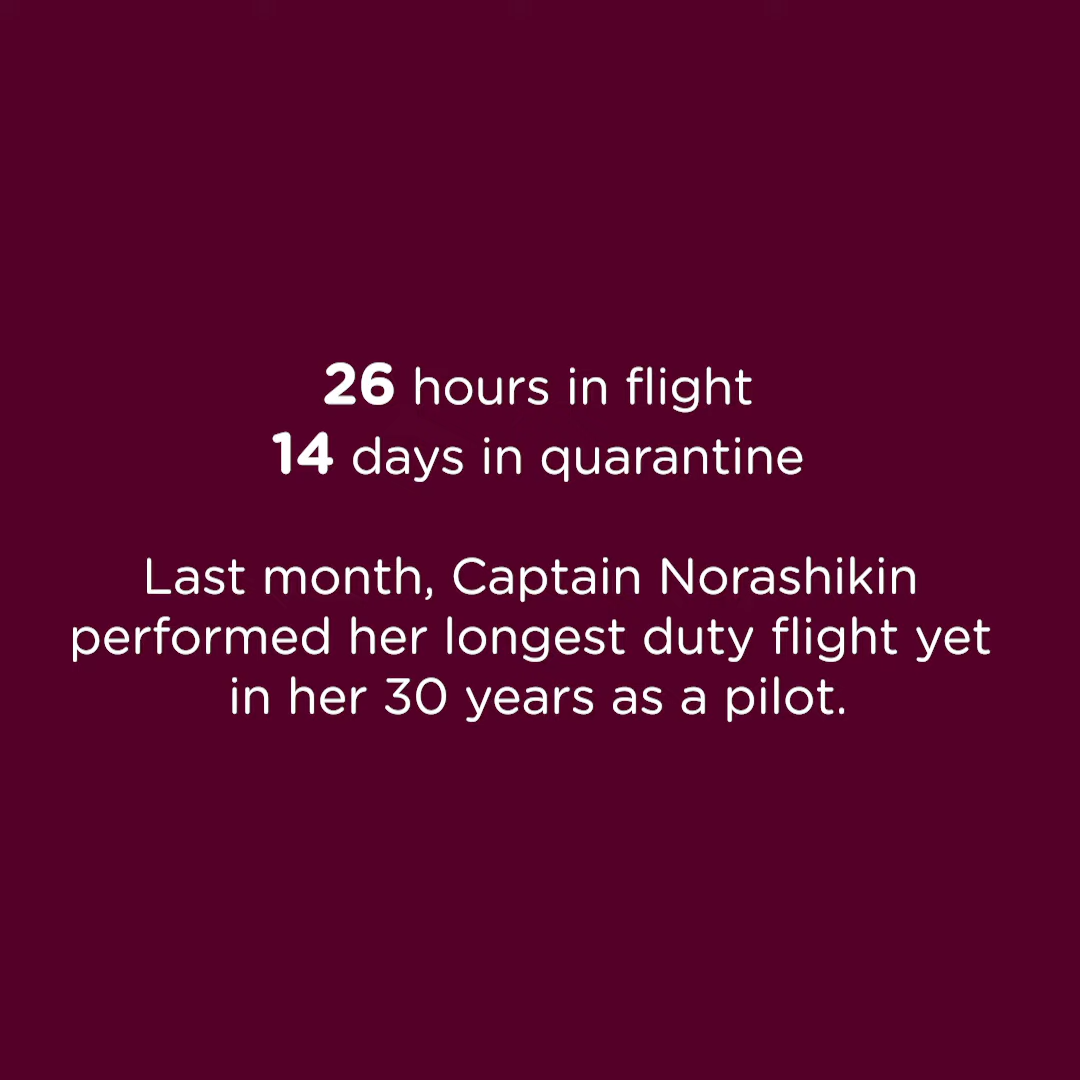 26 hours in flight
14 days in quarantine
Last month, Captain Norashikin
performed her longest duty flight yet
in her 30 years as a pilot.